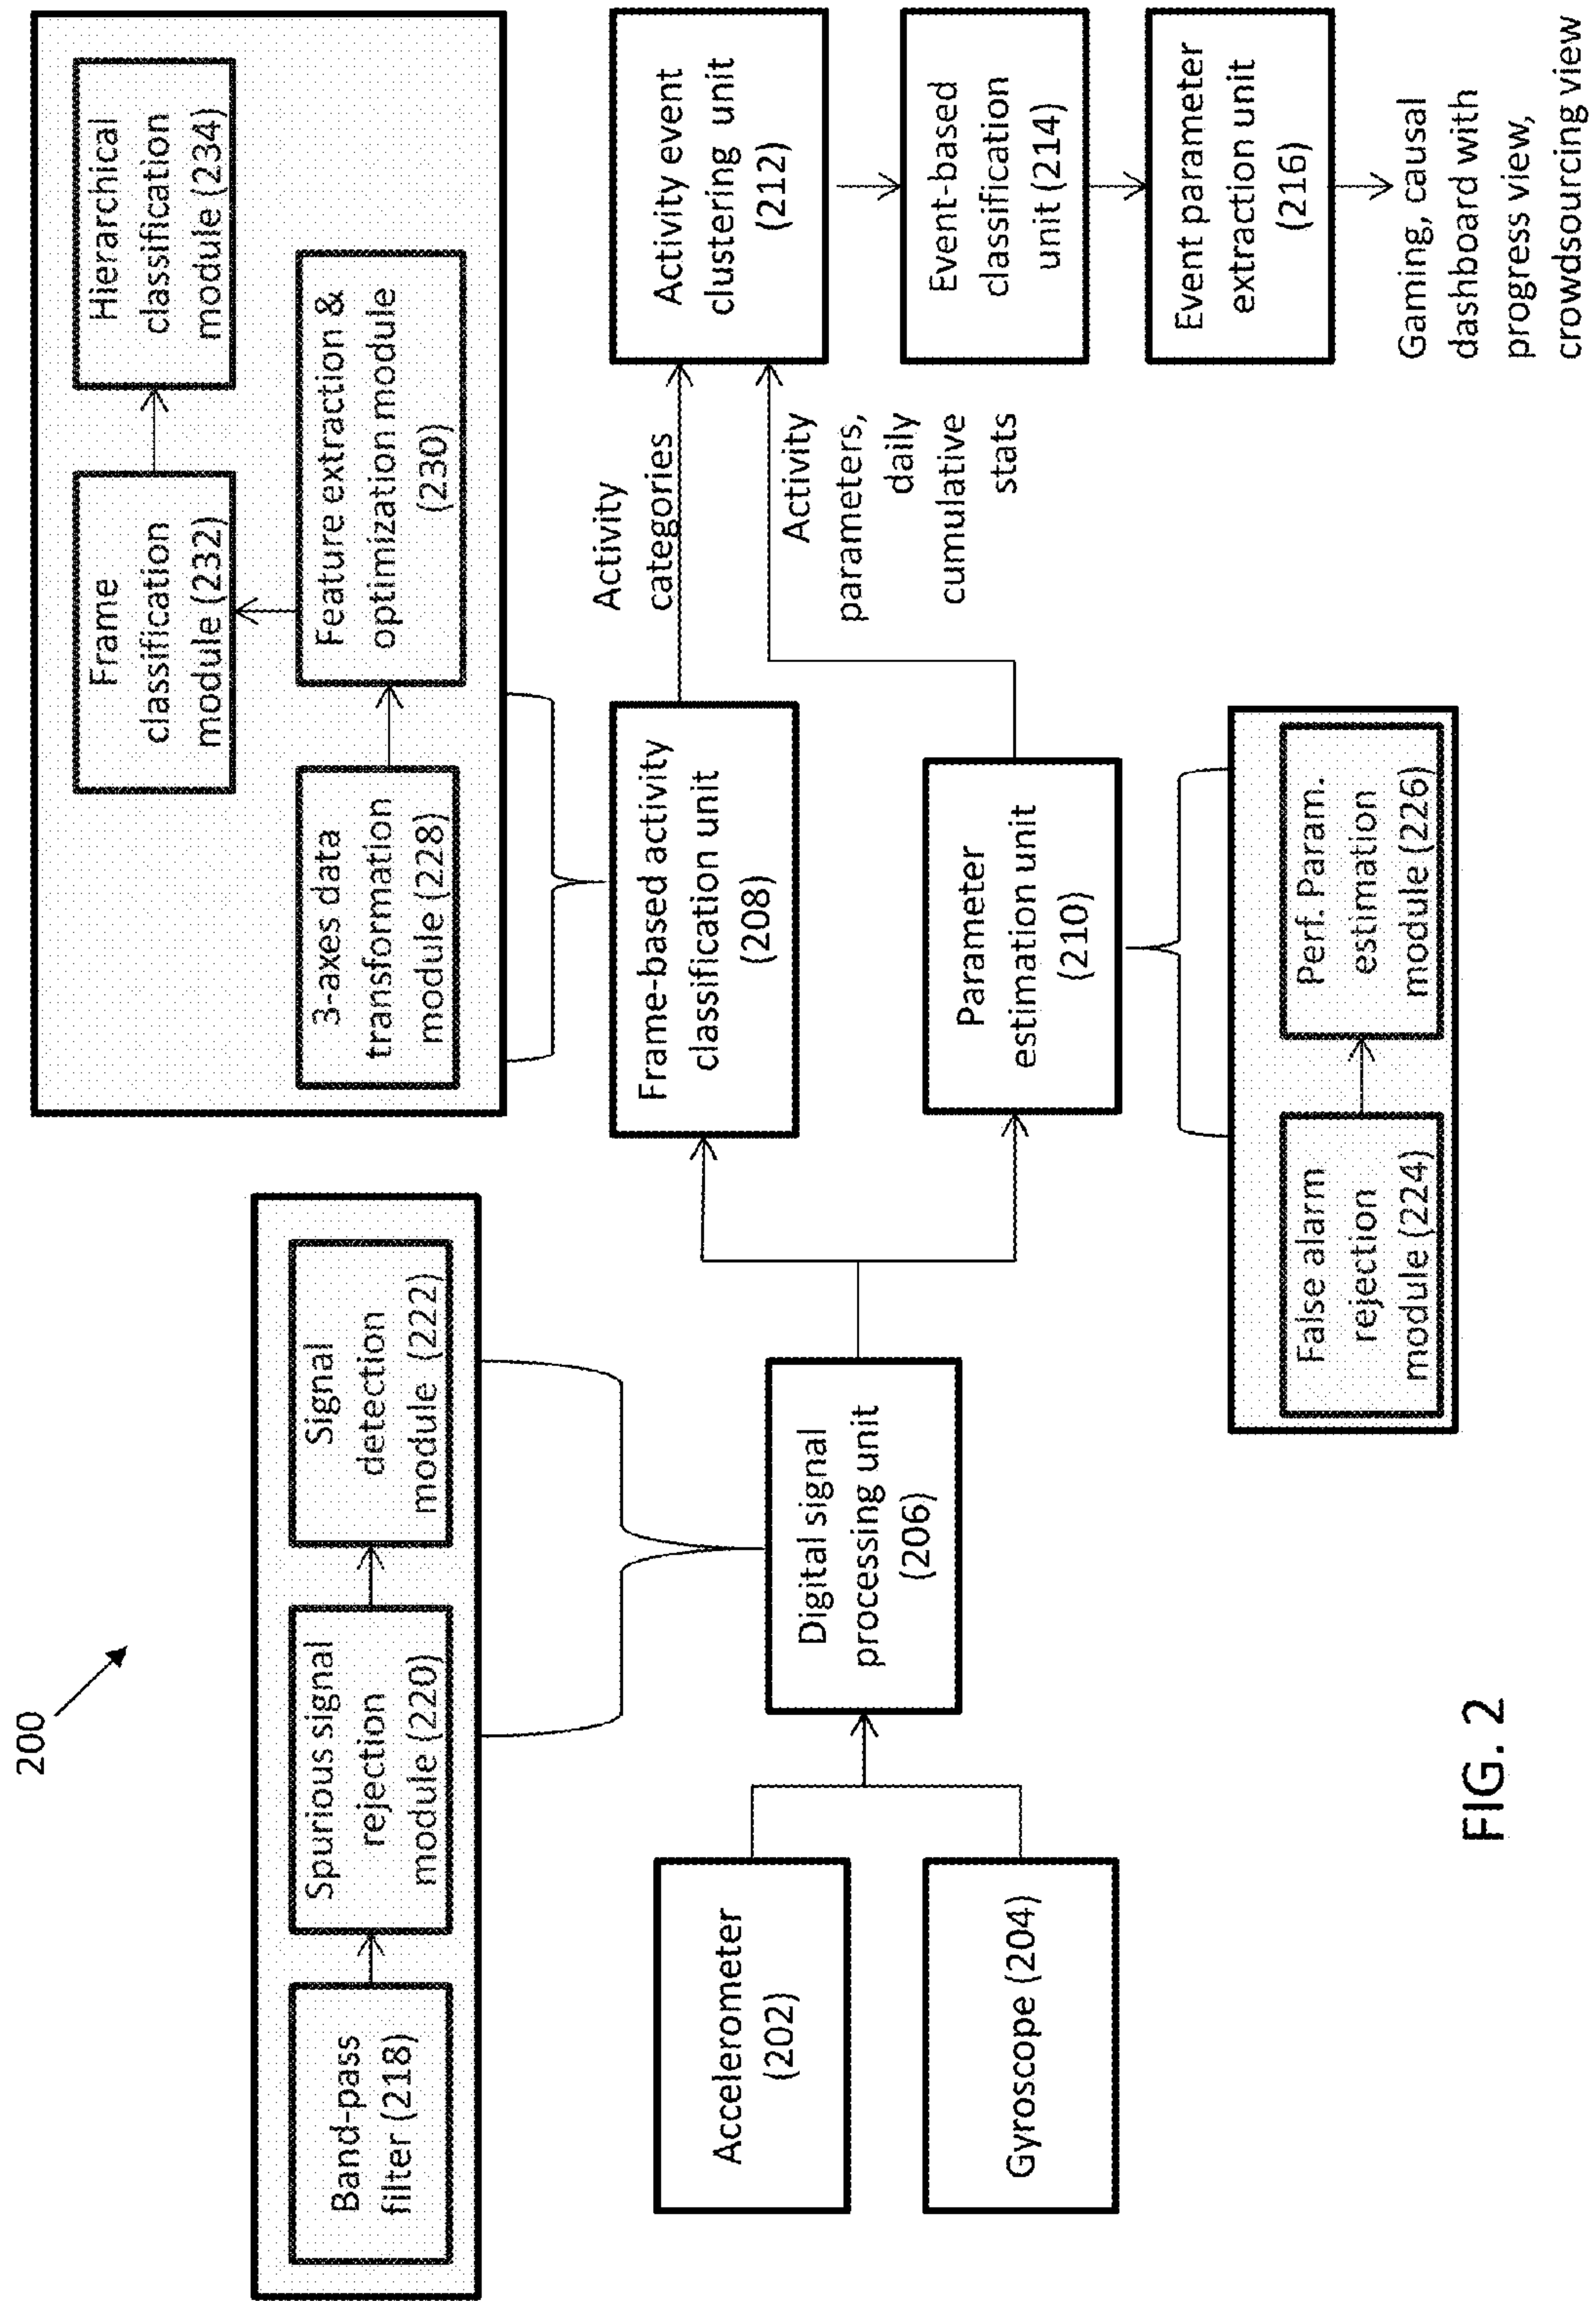 200
Band-pass
filter (218)
Spurious signal
rejection
module (220)
Signal
detection
module (222)
3-axes data
transformation
module (228)
Feature extraction &
optimization module
(230)
Frame
classification
module (232)
Hierarchical
classification
module (234)
Accelerometer
(202)
Gyroscope (204)
Digital signal
processing unit
(206)
Frame-based activity
classification unit
(208)
Parameter
estimation unit
(210)
False alarm
rejection
module (224)
Perf. Param.
estimation
module (226)
Activity
categories
Activity
parameters,
daily
cumulative
stats
Activity event
clustering unit
(212)
Event-based
classification
unit (214)
Event parameter
extraction unit
(216)
Gaming, causal
dashboard with
progress view,
crowdsourcing view
FIG. 2